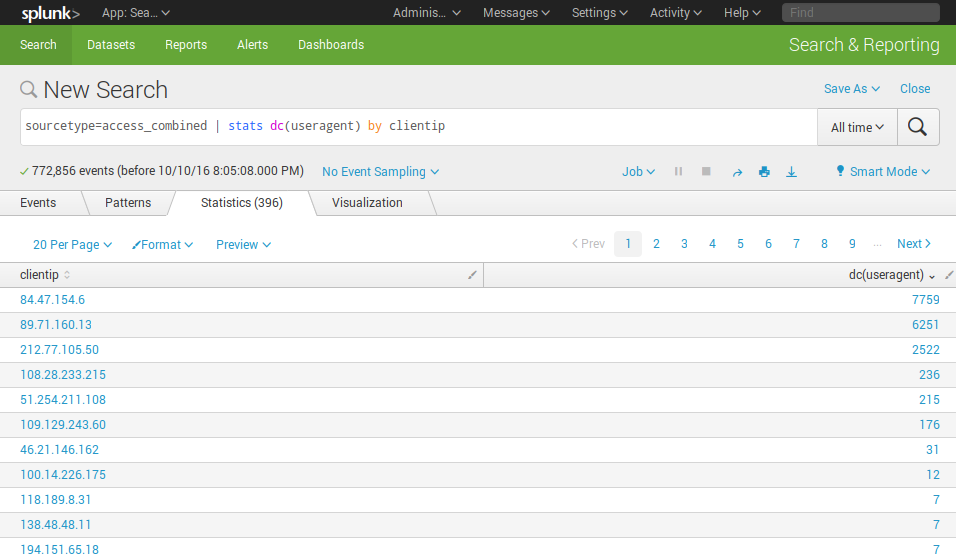 splunk> App: Sea... Adminis... Messages Settings Activity Help Find
Search Datasets Reports Alerts Dashboards Search & Reporting
New Search Save As Close
sourcetype=access_combined | stats dc(useragent) by clientip All time
772,856 events (before 10/10/16 8:05:08.000 PM) No Event Sampling Job Smart Mode
Events Patterns Statistics (396) Visualization
20 Per Page Format Preview < Prev 1 2 3 4 5 6 7 8 9 ... Next >
clientip dc(useragent)
84.47.154.6 7759
89.71.160.13 6251
212.77.105.50 2522
108.28.233.215 236
51.254.211.108 215
109.129.243.60 176
46.21.146.162 31
100.14.226.175 12
118.189.8.31 7
138.48.48.11 7
194.151.65.18 7